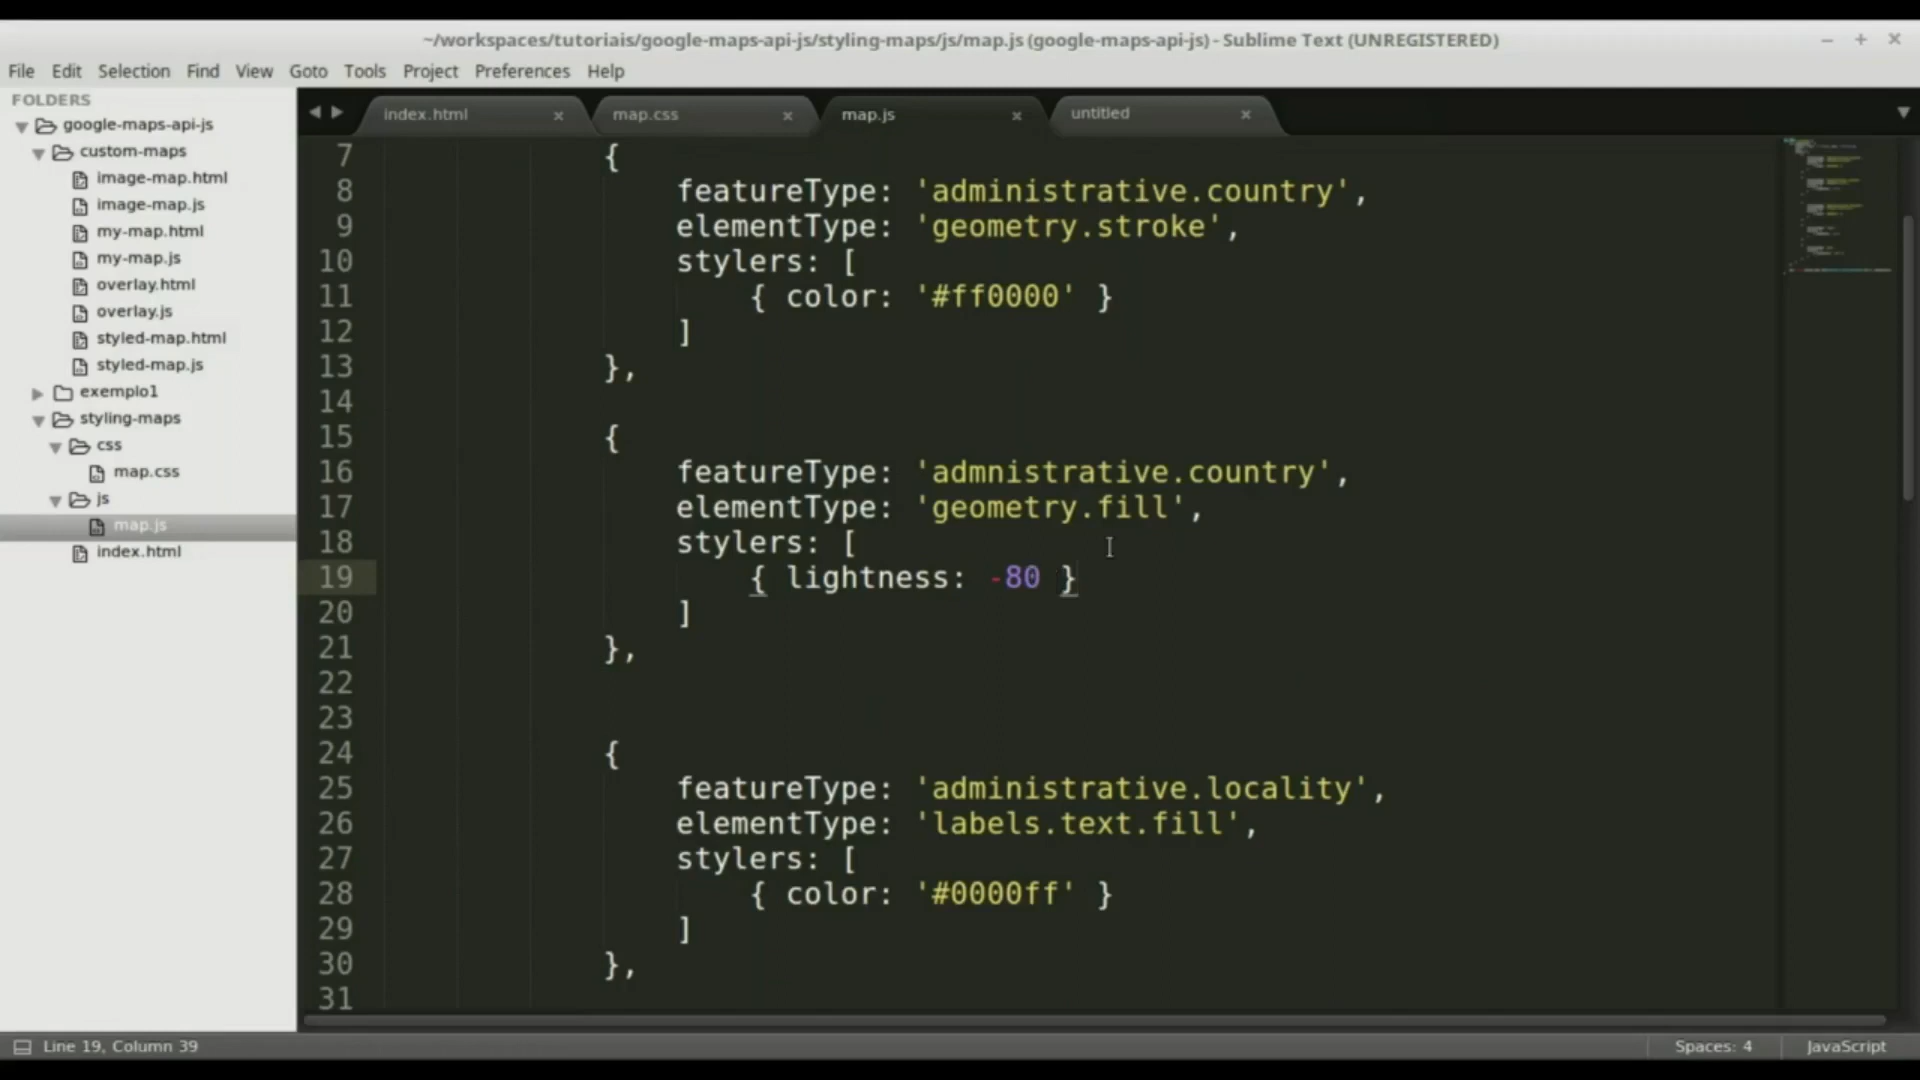 ~/workspaces/tutoriais/google-maps-api-js/styling-maps/js/map.js (google-maps-api-js) - Sublime Text (UNREGISTERED)
File Edit Selection Find View Goto Tools Project Preferences Help
FOLDERS
google-maps-api-js
custom-maps
image-map.html
image-map.js
my-map.html
my-map.js
overlay.html
overlay.js
styled-map.html
styled-map.js
exemplo1
styling-maps
css
map.css
js
map.js
index.html
index.html map.css map.js untitled
7 {
8 featureType: 'administrative.country',
9 elementType: 'geometry.stroke',
10 stylers: [
11 { color: '#ff0000' }
12 ]
13 },
14
15 {
16 featureType: 'admnistrative.country',
17 elementType: 'geometry.fill',
18 stylers: [
19 { lightness: -80 }
20 ]
21 },
22
23
24 {
25 featureType: 'administrative.locality',
26 elementType: 'labels.text.fill',
27 stylers: [
28 { color: '#0000ff' }
29 ]
30 },
31
Line 19, Column 39 Spaces: 4 JavaScript